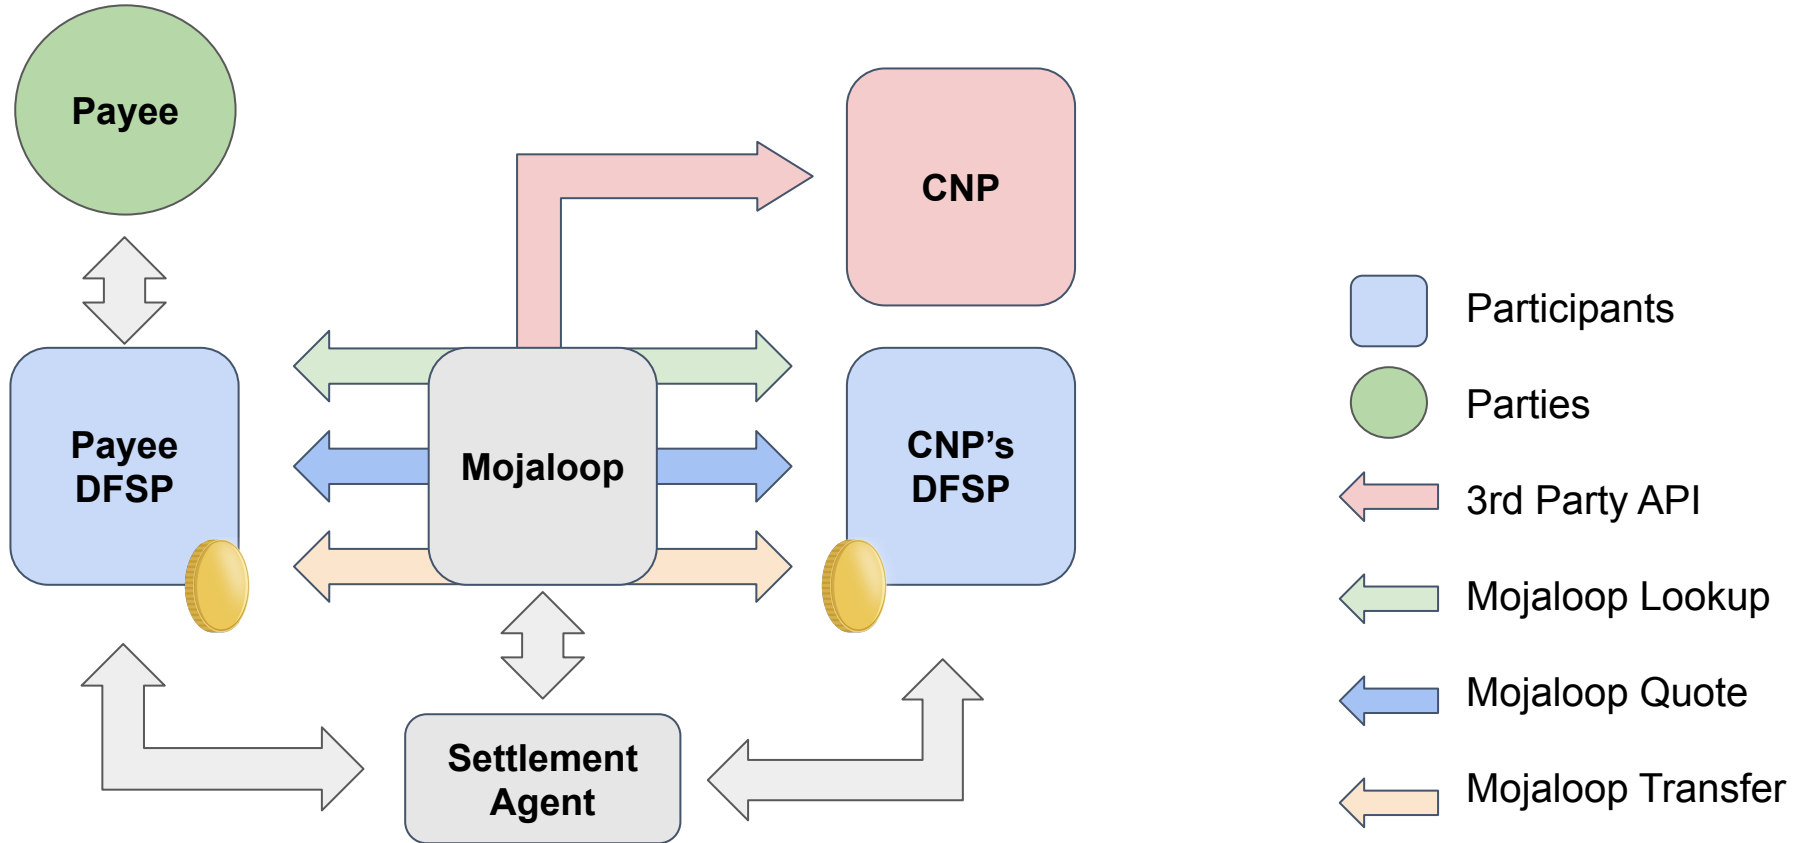 Payee
CNP
Payee
DFSP
Mojaloop
CNP’s
DFSP
Settlement
Agent
Participants
Parties
3rd Party API
Mojaloop Lookup
Mojaloop Quote
Mojaloop Transfer